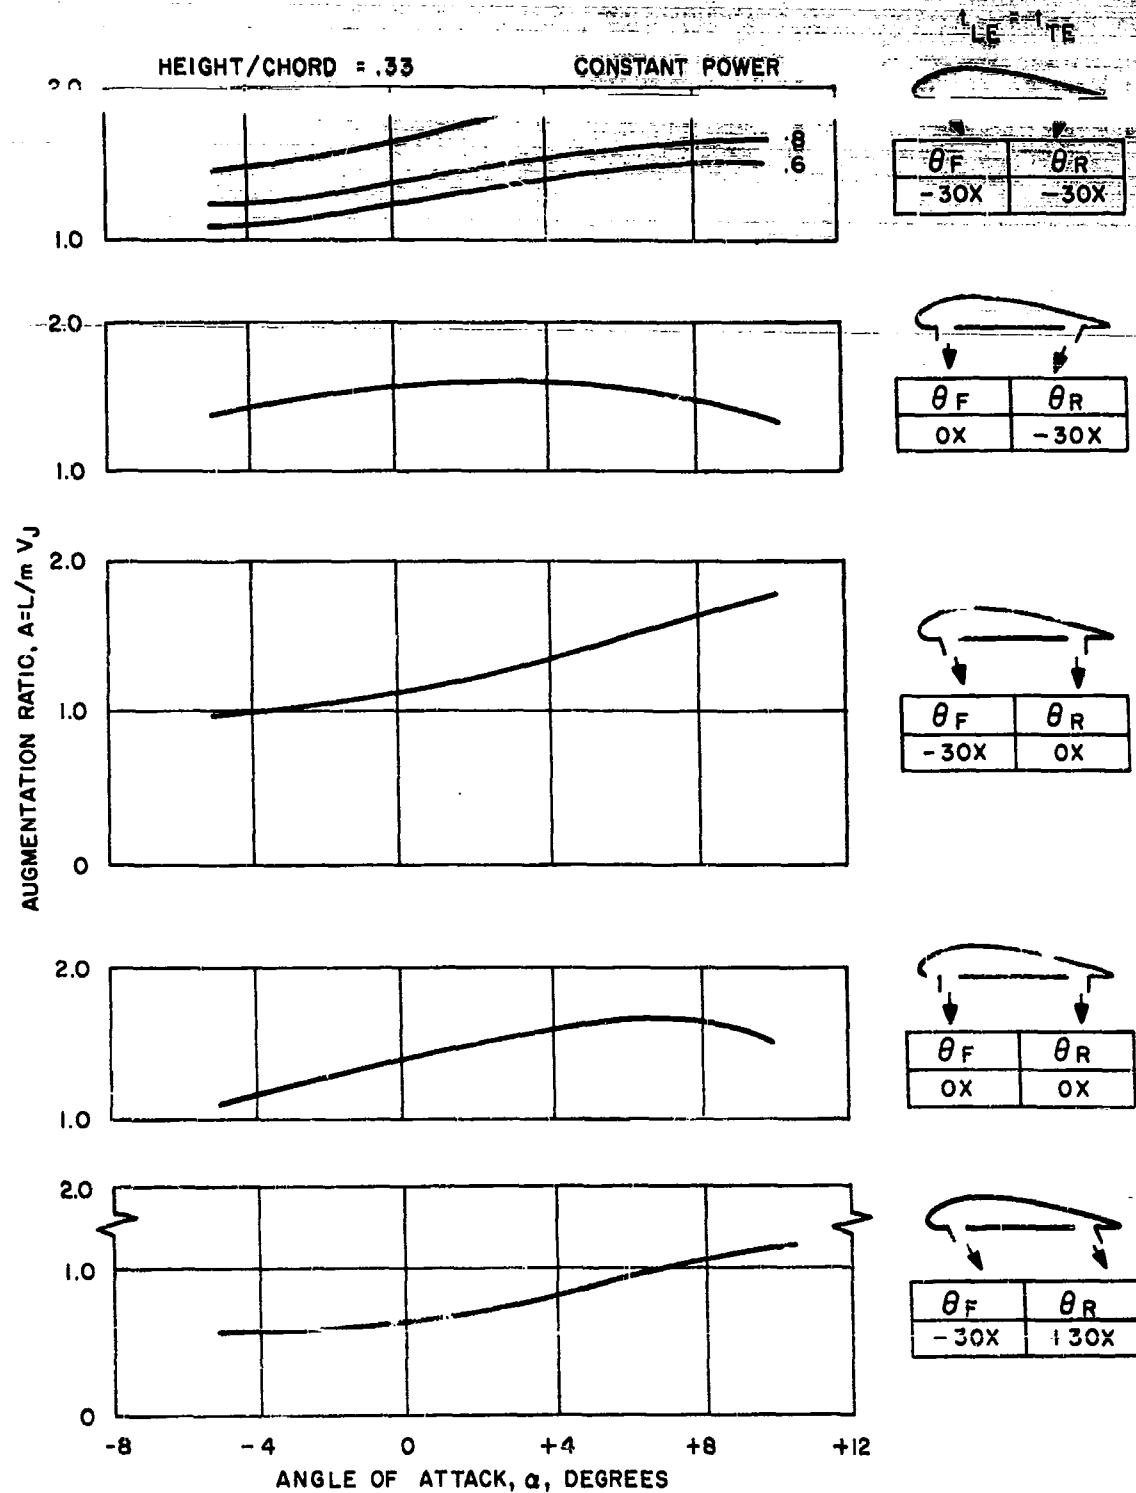 t LE = t TE
HEIGHT/CHORD = .33 CONSTANT POWER
2.0
.8
.6
1.0
θF θR
-30X -30X
2.0
1.0
θF θR
0X -30X
AUGMENTATION RATIO, A=L/m VJ
2.0
1.0
0
θF θR
-30X 0X
2.0
1.0
θF θR
0X 0X
2.0
1.0
0
θF θR
-30X +30X
-8 -4 0 +4 +8 +12
ANGLE OF ATTACK, α, DEGREES